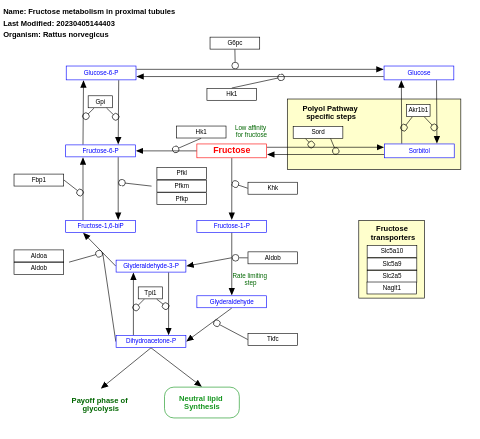 Name: Fructose metabolism in proximal tubules
Last Modified: 20230405144403
Organism: Rattus norvegicus
G6pc
Glucose-6-P
Glucose
Hk1
Gpi
Polyol Pathway
specific steps
Akr1b1
Sord
Hk1
Low affinity
for fructose
Fructose-6-P
Fructose
Sorbitol
Fbp1
Pfkl
Pfkm
Pfkp
Khk
Fructose-1,6-biP
Fructose-1-P
Fructose
transporters
Slc5a10
Slc5a9
Slc2a5
Naglt1
Aldoa
Aldob
Glyderaldehyde-3-P
Aldob
Rate limiting
step
Tpi1
Glyderaldehyde
Dihydroacetone-P
Tkfc
Payoff phase of
glycolysis
Neutral lipid
Synthesis